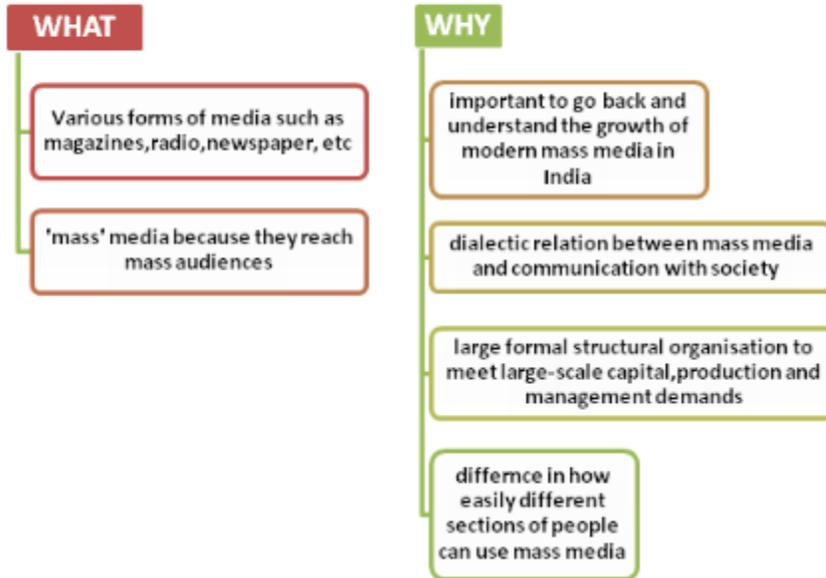 WHAT
Various forms of media such as
magazines,radio,newspaper, etc
'mass' media because they reach
mass audiences
WHY
important to go back and
understand the growth of
modern mass media in
India
dialectic relation between mass media
and communication with society
large formal structural organisation to
meet large-scale capital,production and
management demands
differnce in how
easily different
sections of people
can use mass media